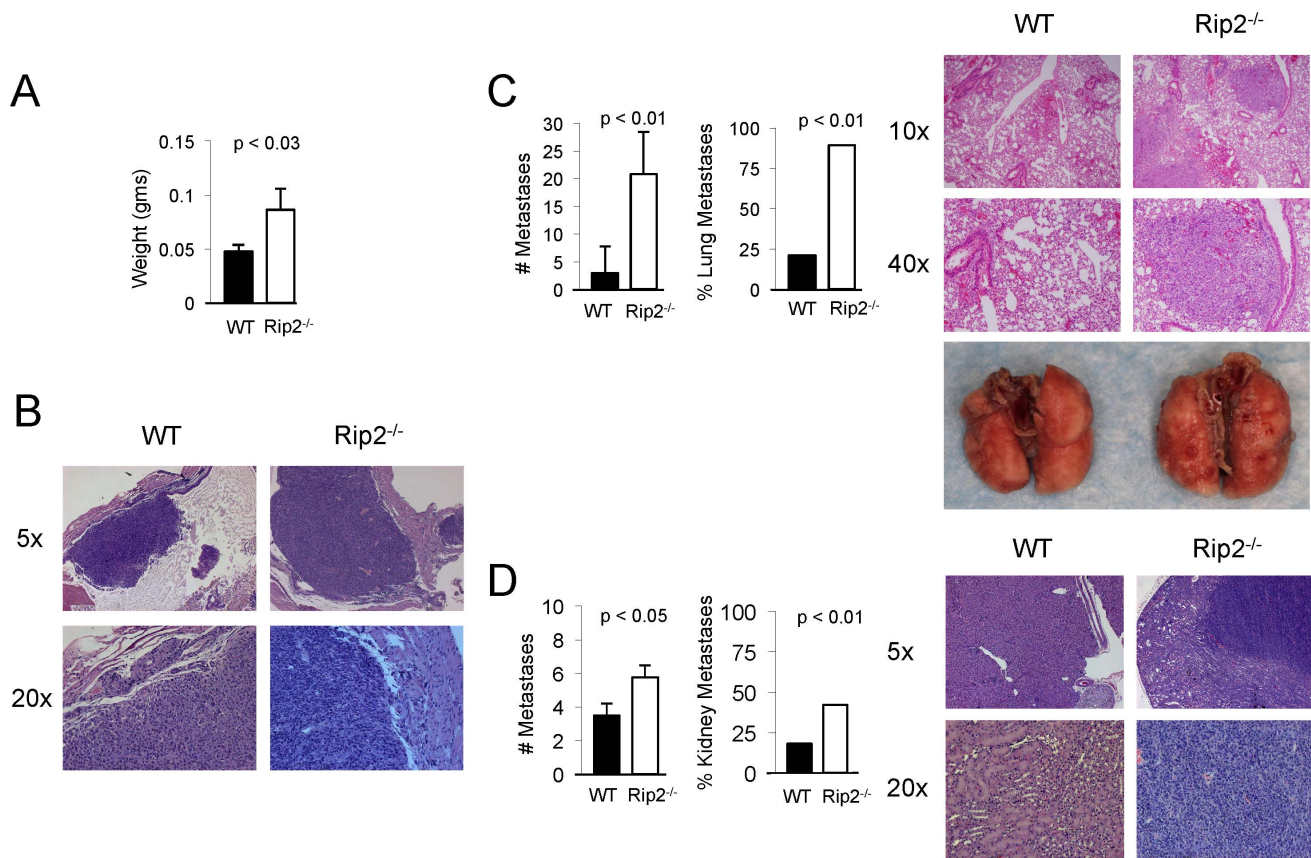 A
p < 0.03
Weight (gms)
0.15
0.1
0.05
0
WT Rip2-/-
B
WT Rip2-/-
5x
20x
C
p < 0.01
# Metastases
30
25
20
15
10
5
0
WT Rip2-/-
p < 0.01
% Lung Metastases
100
75
50
25
0
WT Rip2-/-
WT Rip2-/-
10x
40x
D
p < 0.05
# Metastases
10
8
6
4
2
0
WT Rip2-/-
p < 0.01
% Kidney Metastases
100
75
50
25
0
WT Rip2-/-
WT Rip2-/-
5x
20x